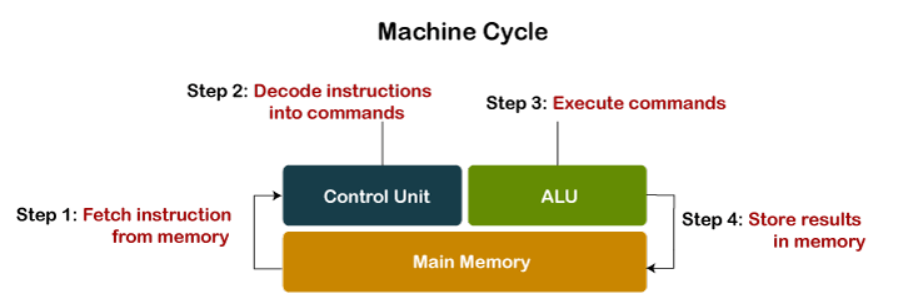 Machine Cycle
Step 2: Decode instructions
into commands
Step 3: Execute commands
Control Unit
ALU
Step 1: Fetch instruction
from memory
Step 4: Store results
in memory
Main Memory